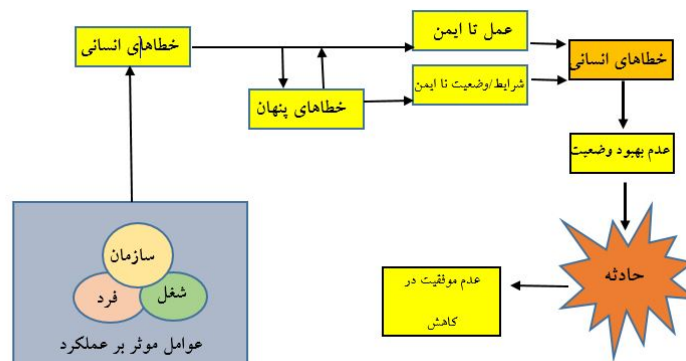 خطاهای انسانی
عمل تا ایمن
خطاهای انسانی
خطاهای پنهان
شرایط/وضعیت نا ایمن
عدم بهبود وضعیت
سازمان
فرد
شغل
عوامل موثر بر عملکرد
حادثه
عدم موفقیت در
کاهش